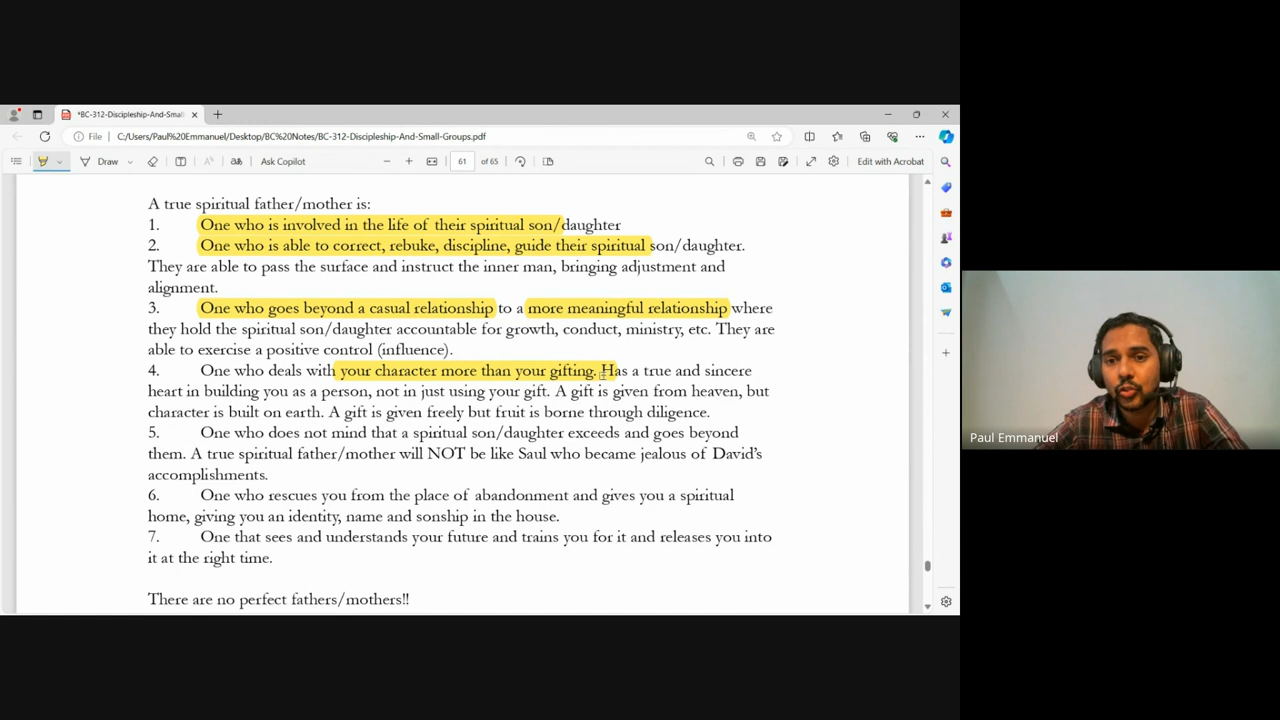 *BC-312-Discipleship-And-Smal
File
C:/Users/Paul%20Emmanuel/Desktop/BC%20Notes/BC-312-Discipleship-And-Small-Groups.pdf
Draw
Ask Copilot
61
of 65
Edit with Acrobat
A true spiritual father/mother is:
1. One who is involved in the life of their spiritual son/daughter
2. One who is able to correct, rebuke, discipline, guide their spiritual son/daughter.
They are able to pass the surface and instruct the inner man, bringing adjustment and
alignment.
3. One who goes beyond a casual relationship to a more meaningful relationship where
they hold the spiritual son/daughter accountable for growth, conduct, ministry, etc. They are
able to exercise a positive control (influence).
4. One who deals with your character more than your gifting. Has a true and sincere
heart in building you as a person, not in just using your gift. A gift is given from heaven, but
character is built on earth. A gift is given freely but fruit is borne through diligence.
5. One who does not mind that a spiritual son/daughter exceeds and goes beyond
them. A true spiritual father/mother will NOT be like Saul who became jealous of David’s
accomplishments.
6. One who rescues you from the place of abandonment and gives you a spiritual
home, giving you an identity, name and sonship in the house.
7. One that sees and understands your future and trains you for it and releases you into
it at the right time.
There are no perfect fathers/mothers!!
Paul Emmanuel